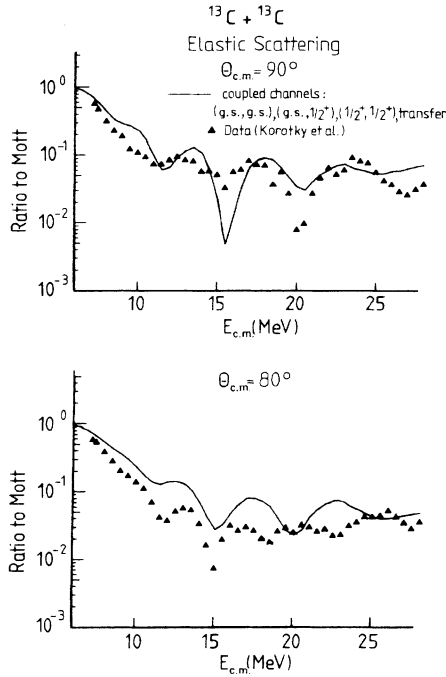 ¹³C + ¹³C
Elastic Scattering
Θc.m.= 90°
coupled channels :
(g.s.,g.s.),(g.s.,1/2⁺),(1/2⁺,1/2⁺),transfer
▲ Data (Korotky et al.)
Ratio to Mott
10⁰
10⁻¹
10⁻²
10⁻³
10
15
20
25
Ec.m.(MeV)
Θc.m.= 80°
Ratio to Mott
10⁰
10⁻¹
10⁻²
10⁻³
10
15
20
25
Ec.m.(MeV)